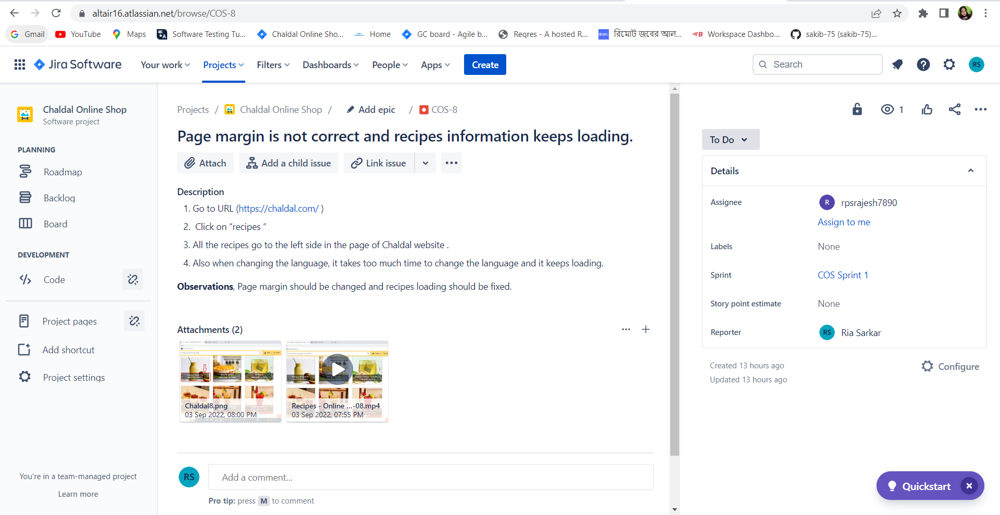 altair16.atlassian.net/browse/COS-8
Gmail YouTube Maps Software Testing Tu... Chaldal Online Sho... Home GC board - Agile b... Reqres - A hosted R... রিমোট জবের আল... Workspace Dashbo... sakib-75 (sakib-75)...
Jira Software Your work Projects Filters Dashboards People Apps Create Search RS
Chaldal Online Shop
Software project
PLANNING
Roadmap
Backlog
Board
DEVELOPMENT
Code
Project pages
Add shortcut
Project settings
You're in a team-managed project
Learn more
Projects / Chaldal Online Shop / Add epic / COS-8
Page margin is not correct and recipes information keeps loading.
Attach Add a child issue Link issue
Description
1. Go to URL (https://chaldal.com/ )
2. Click on “recipes “
3. All the recipes go to the left side in the page of Chaldal website .
4. Also when changing the language, it takes too much time to change the language and it keeps loading.
Observations, Page margin should be changed and recipes loading should be fixed.
Attachments (2)
Chaldal8.png
03 Sep 2022, 08:00 PM
Recipes - Online ...-08.mp4
03 Sep 2022, 07:55 PM
RS Add a comment...
Pro tip: press M to comment
1
To Do
Details
Assignee R rpsrajesh7890
Assign to me
Labels None
Sprint COS Sprint 1
Story point estimate None
Reporter RS Ria Sarkar
Created 13 hours ago
Updated 13 hours ago
Configure
Quickstart